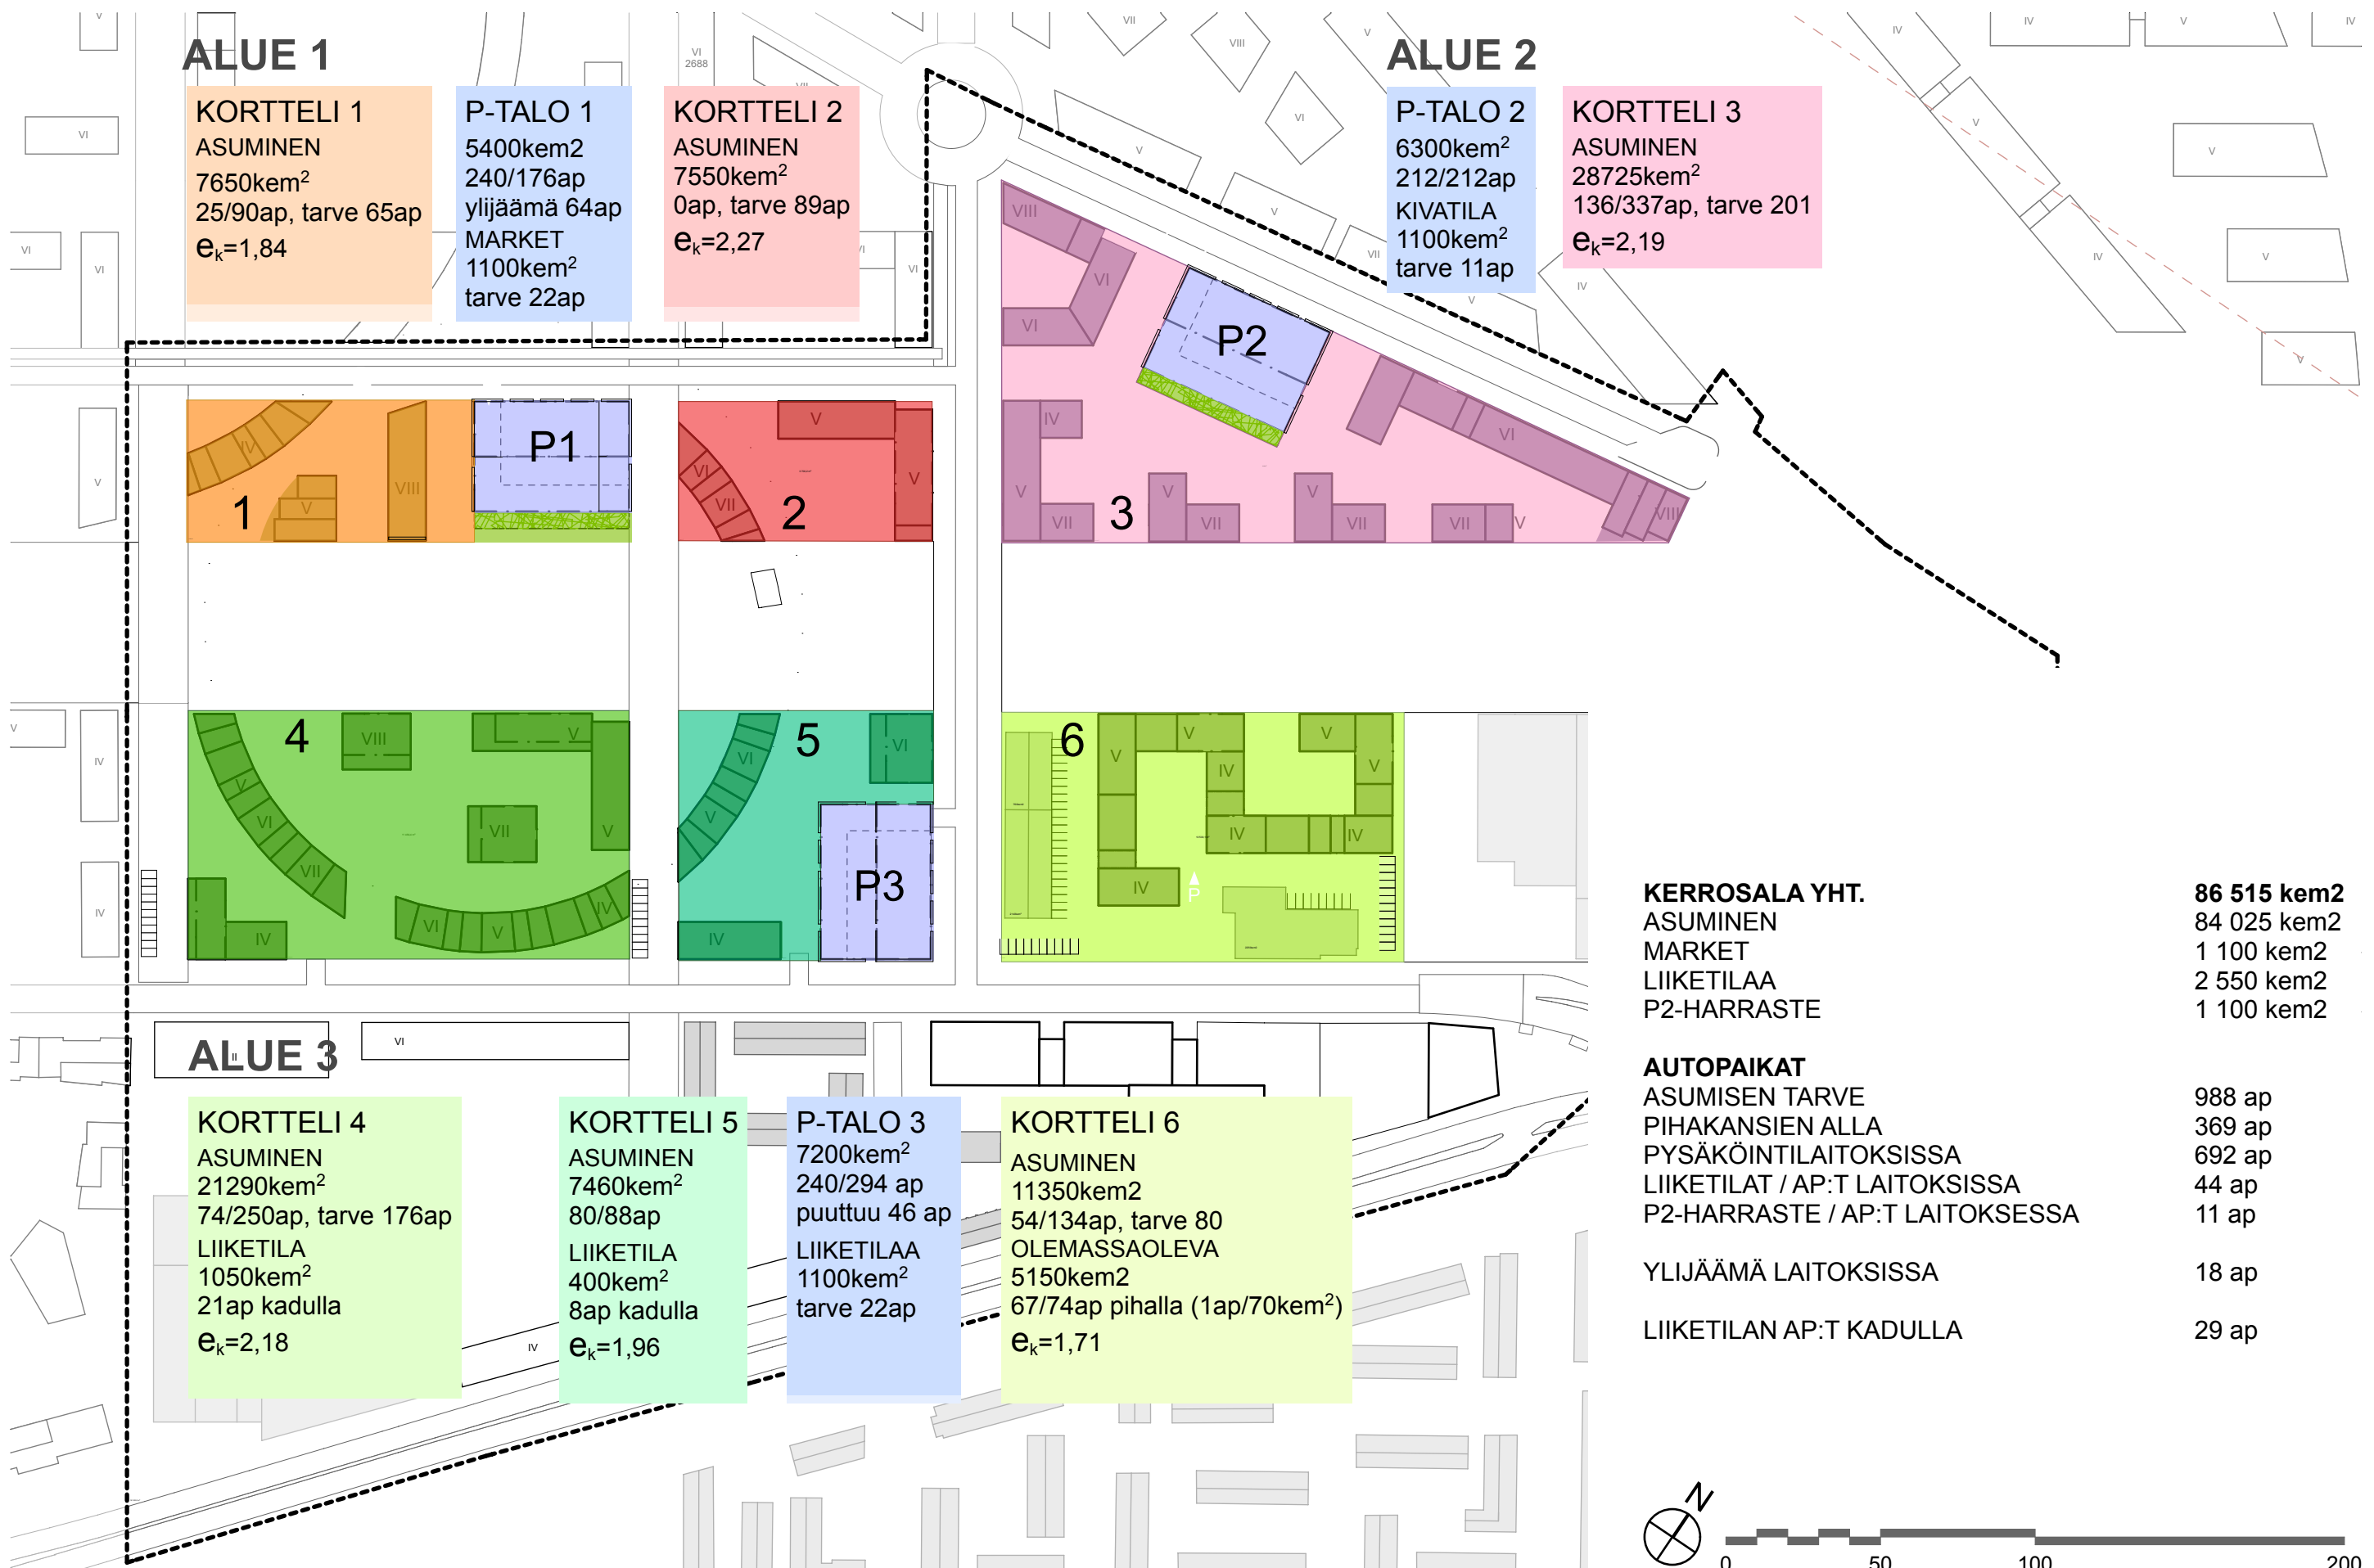 ALUE 1
KORTTELI 1
ASUMINEN
7650kem²
25/90ap, tarve 65ap
eₖ=1,84
P-TALO 1
5400kem2
240/176ap
ylijäämä 64ap
MARKET
1100kem²
tarve 22ap
KORTTELI 2
ASUMINEN
7550kem²
0ap, tarve 89ap
eₖ=2,27
VI
2688
ALUE 2
P-TALO 2
6300kem²
212/212ap
KIVATILA
1100kem²
tarve 11ap
KORTTELI 3
ASUMINEN
28725kem²
136/337ap, tarve 201
eₖ=2,19
P1
P2
1
2
3
4
5
6
P3
P
ALUE 3
KORTTELI 4
ASUMINEN
21290kem²
74/250ap, tarve 176ap
LIIKETILA
1050kem²
21ap kadulla
eₖ=2,18
KORTTELI 5
ASUMINEN
7460kem²
80/88ap
LIIKETILA
400kem²
8ap kadulla
eₖ=1,96
P-TALO 3
7200kem²
240/294 ap
puuttuu 46 ap
LIIKETILAA
1100kem²
tarve 22ap
KORTTELI 6
ASUMINEN
11350kem2
54/134ap, tarve 80
OLEMASSAOLEVA
5150kem2
67/74ap pihalla (1ap/70kem²)
eₖ=1,71
KERROSALA YHT. 86 515 kem2
ASUMINEN 84 025 kem2
MARKET 1 100 kem2
LIIKETILAA 2 550 kem2
P2-HARRASTE 1 100 kem2
AUTOPAIKAT
ASUMISEN TARVE 988 ap
PIHAKANSIEN ALLA 369 ap
PYSÄKÖINTILAITOKSISSA 692 ap
LIIKETILAT / AP:T LAITOKSISSA 44 ap
P2-HARRASTE / AP:T LAITOKSESSA 11 ap
YLIJÄÄMÄ LAITOKSISSA 18 ap
LIIKETILAN AP:T KADULLA 29 ap
N
0 50 100 200